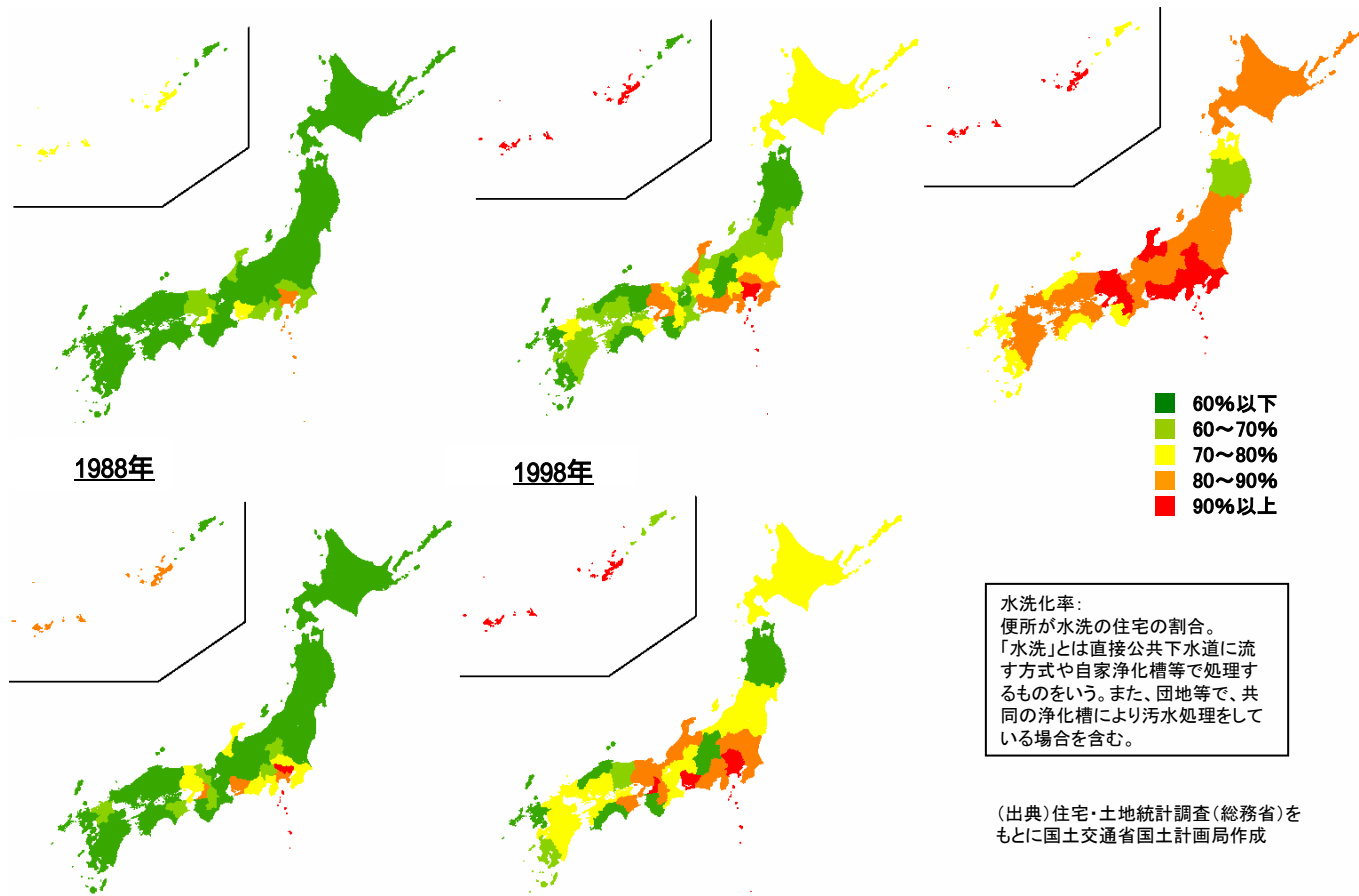 60%以下
60～70%
70～80%
80～90%
90%以上
1988年
1998年
水洗化率:
便所が水洗の住宅の割合。
「水洗」とは直接公共下水道に流
す方式や自家浄化槽等で処理す
るものをいう。また、団地等で、共
同の浄化槽により汚水処理をして
いる場合を含む。
(出典)住宅・土地統計調査(総務省)を
もとに国土交通省国土計画局作成